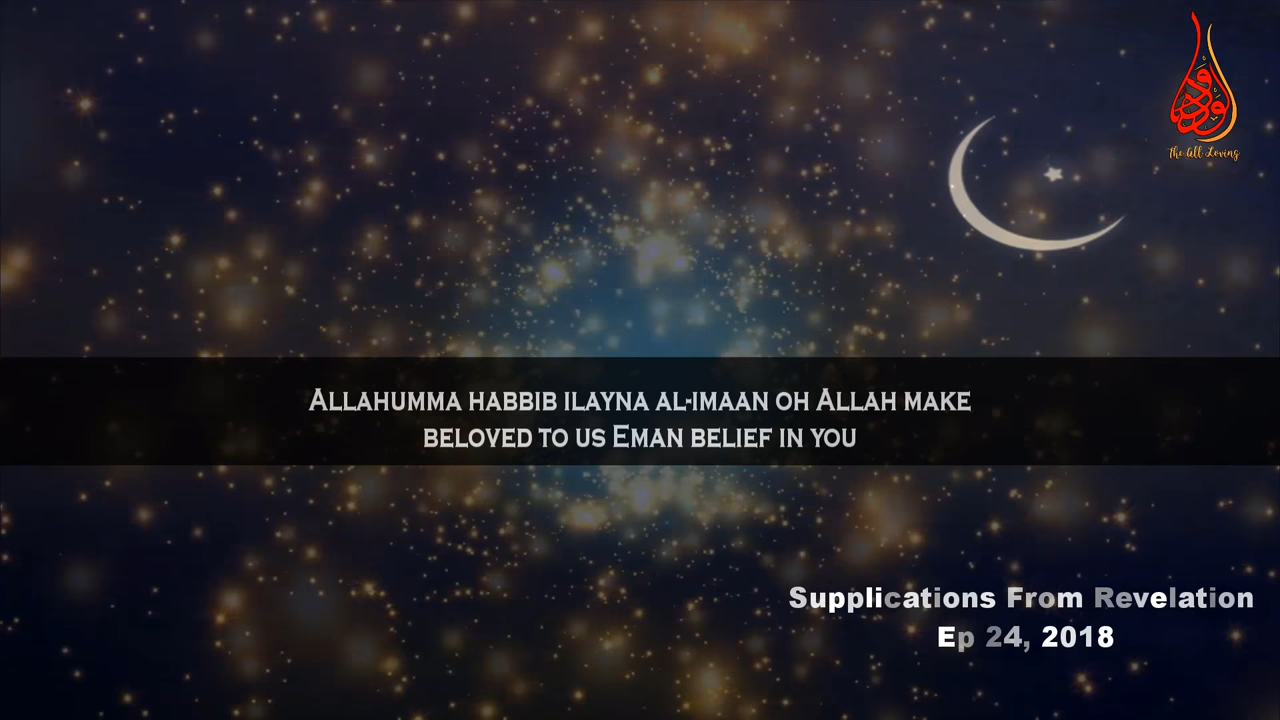 الودود
The All Loving
Allahumma habbib ilayna al-imaan oh Allah make
beloved to us Eman belief in you
Supplications From Revelation
Ep 24, 2018